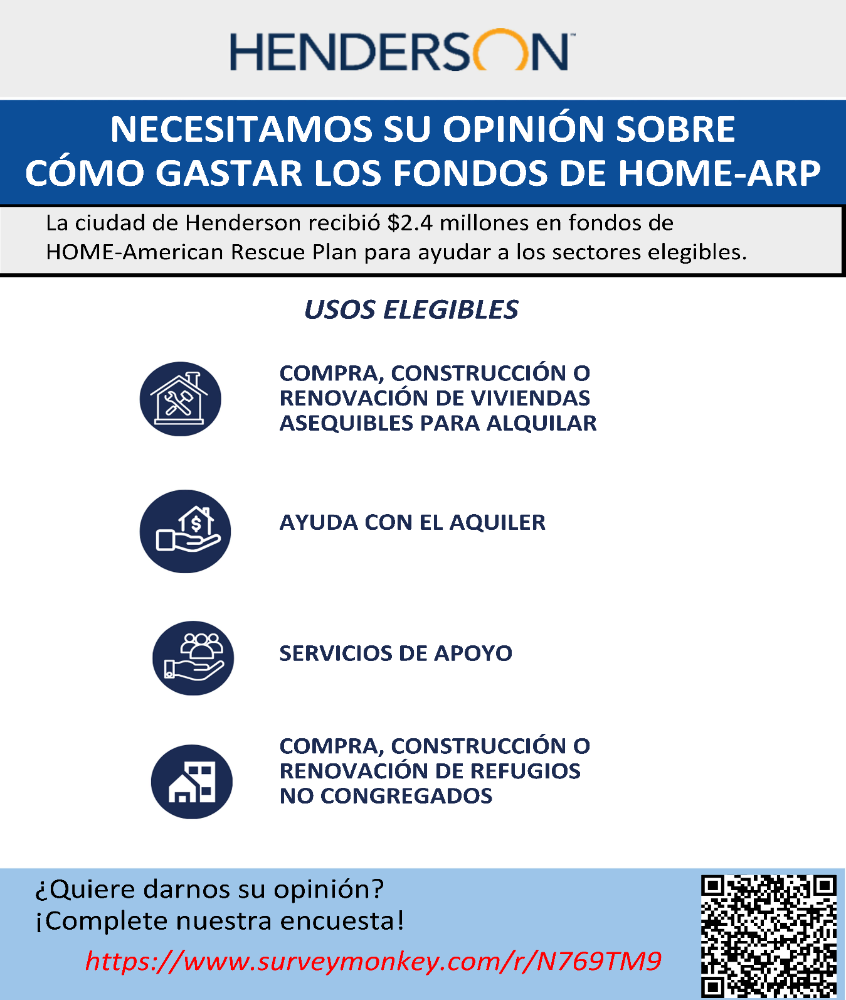 HENDERSON™
NECESITAMOS SU OPINIÓN SOBRE
CÓMO GASTAR LOS FONDOS DE HOME-ARP
La ciudad de Henderson recibió $2.4 millones en fondos de
HOME-American Rescue Plan para ayudar a los sectores elegibles.
USOS ELEGIBLES
COMPRA, CONSTRUCCIÓN O
RENOVACIÓN DE VIVIENDAS
ASEQUIBLES PARA ALQUILAR
$
AYUDA CON EL AQUILER
SERVICIOS DE APOYO
COMPRA, CONSTRUCCIÓN O
RENOVACIÓN DE REFUGIOS
NO CONGREGADOS
¿Quiere darnos su opinión?
¡Complete nuestra encuesta!
https://www.surveymonkey.com/r/N769TM9